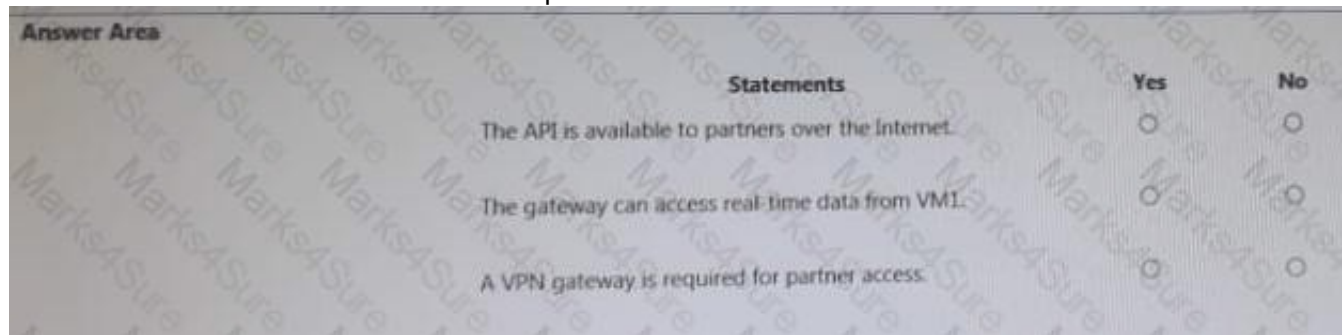 Answer Area
Statements Yes No
The API is available to partners over the Internet.
The gateway can access real-time data from VM1.
A VPN gateway is required for partner access.
Marks4Sure